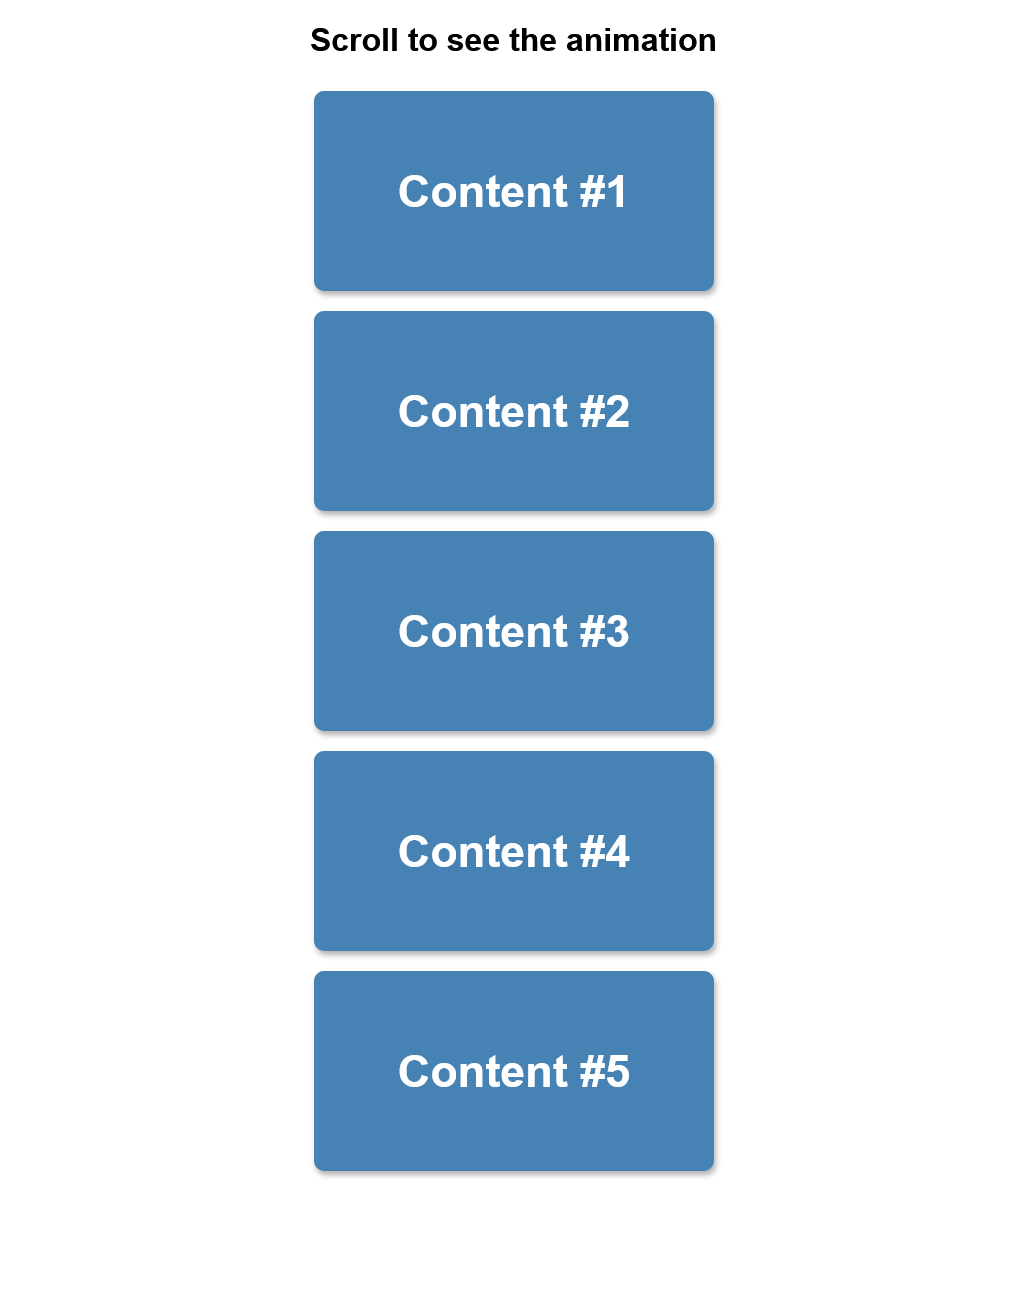 Scroll to see the animation
Content #1
Content #2
Content #3
Content #4
Content #5